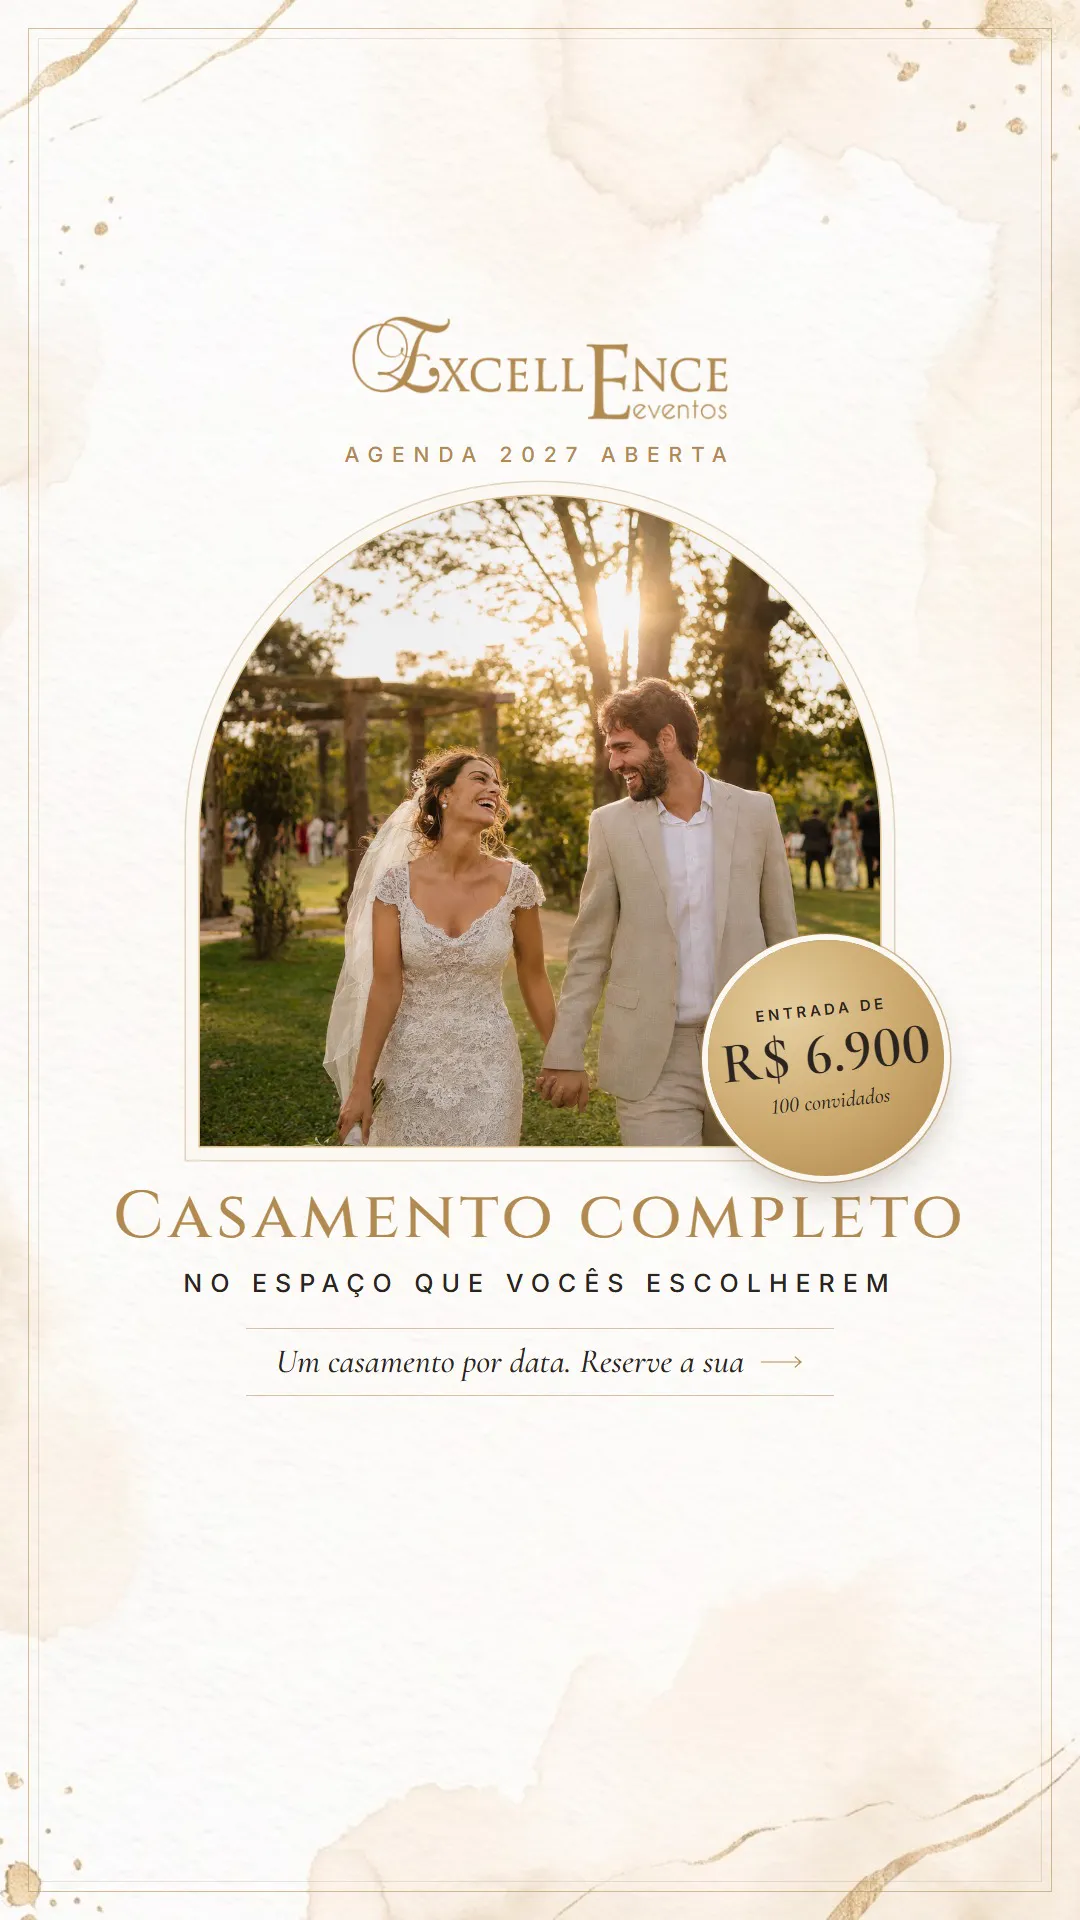 EXCELLENCE
eventos
AGENDA 2027 ABERTA
ENTRADA DE
R$ 6.900
100 convidados
CASAMENTO COMPLETO
NO ESPAÇO QUE VOCÊS ESCOLHEREM
Um casamento por data. Reserve a sua →